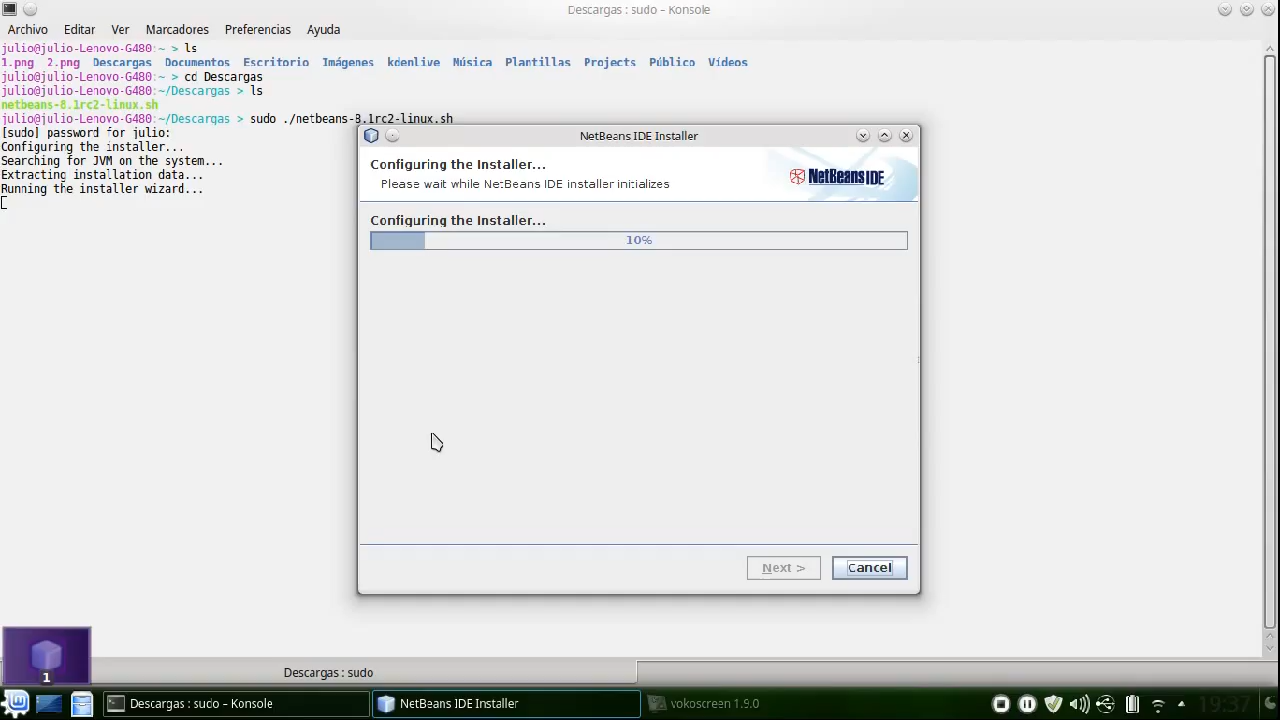 Descargas : sudo – Konsole
Archivo Editar Ver Marcadores Preferencias Ayuda
julio@julio-Lenovo-G480:~ > ls
1.png 2.png Descargas Documentos Escritorio Imágenes kdenlive Música Plantillas Projects Público Vídeos
julio@julio-Lenovo-G480:~ > cd Descargas
julio@julio-Lenovo-G480:~/Descargas > ls
netbeans-8.1rc2-linux.sh
julio@julio-Lenovo-G480:~/Descargas > sudo ./netbeans-8.1rc2-linux.sh
[sudo] password for julio:
Configuring the installer...
Searching for JVM on the system...
Extracting installation data...
Running the installer wizard...
NetBeans IDE Installer
Configuring the Installer...
Please wait while NetBeans IDE installer initializes
NetBeans IDE
Configuring the Installer...
10%
Next >
Cancel
1
Descargas : sudo
Descargas : sudo – Konsole
NetBeans IDE Installer
vokoscreen 1.9.0
19:37